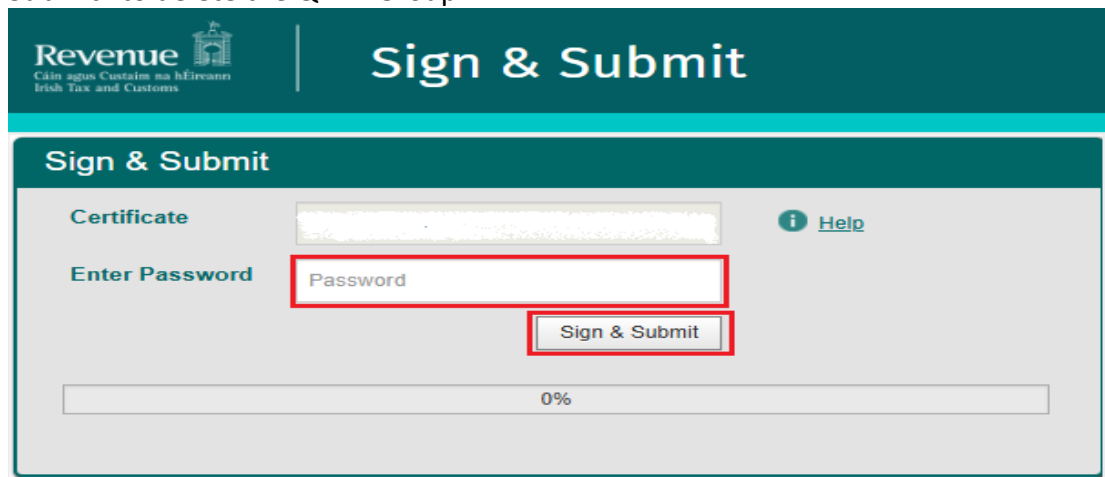 Revenue
Cáin agus Custaim na hÉireann
Irish Tax and Customs
Sign & Submit
Sign & Submit
Certificate
Help
Enter Password
Password
Sign & Submit
0%